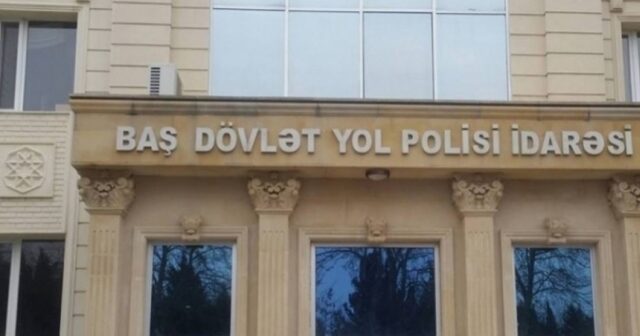 BAŞ DÖVLƏT YOL POLİSİ İDARƏSİ